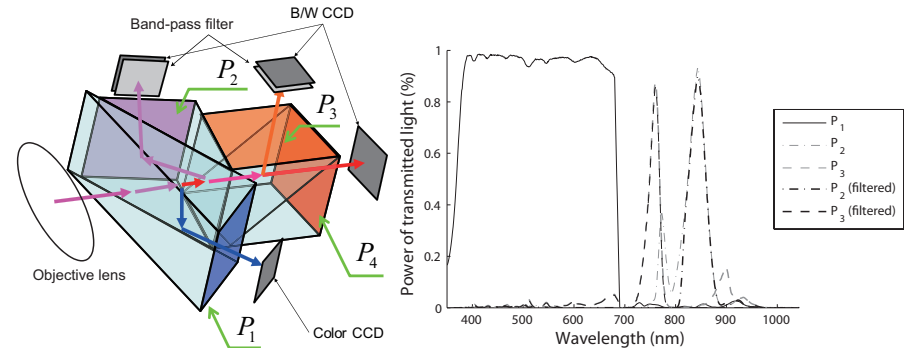 B/W CCD
Band-pass filter
P2
P3
P4
P1
Objective lens
Color CCD
Power of transmitted light (%)
1
0.8
0.6
0.4
0.2
0
400 500 600 700 800 900 1000
Wavelength (nm)
P1
P2
P3
P2 (filtered)
P3 (filtered)